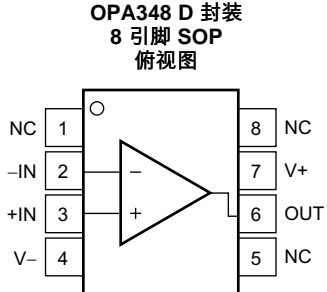 OPA348 D 封装
8 引脚 SOP
俯视图
NC 1 8 NC
–IN 2 – 7 V+
+IN 3 + 6 OUT
V– 4 5 NC